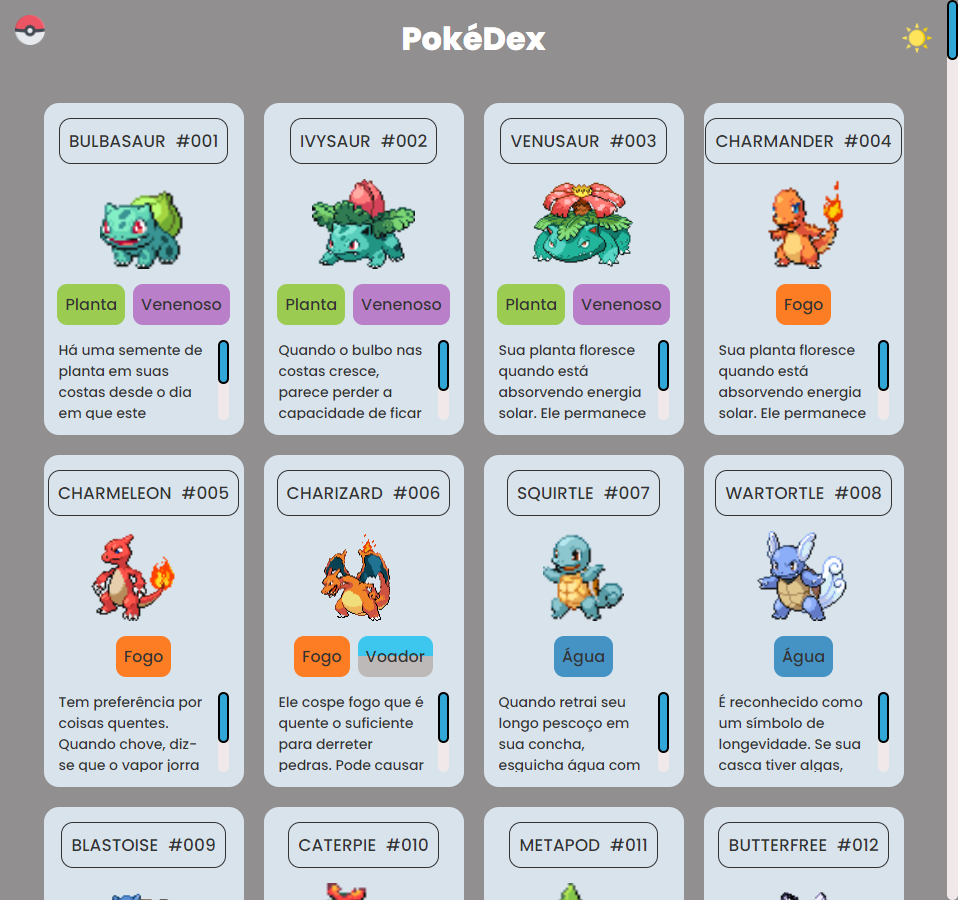 PokéDex
BULBASAUR #001
Planta Venenoso
Há uma semente de
planta em suas
costas desde o dia
em que este
IVYSAUR #002
Planta Venenoso
Quando o bulbo nas
costas cresce,
parece perder a
capacidade de ficar
VENUSAUR #003
Planta Venenoso
Sua planta floresce
quando está
absorvendo energia
solar. Ele permanece
CHARMANDER #004
Fogo
Sua planta floresce
quando está
absorvendo energia
solar. Ele permanece
CHARMELEON #005
Fogo
Tem preferência por
coisas quentes.
Quando chove, diz-
se que o vapor jorra
CHARIZARD #006
Fogo Voador
Ele cospe fogo que é
quente o suficiente
para derreter
pedras. Pode causar
SQUIRTLE #007
Água
Quando retrai seu
longo pescoço em
sua concha,
esguicha água com
WARTORTLE #008
Água
É reconhecido como
um símbolo de
longevidade. Se sua
casca tiver algas,
BLASTOISE #009
CATERPIE #010
METAPOD #011
BUTTERFREE #012